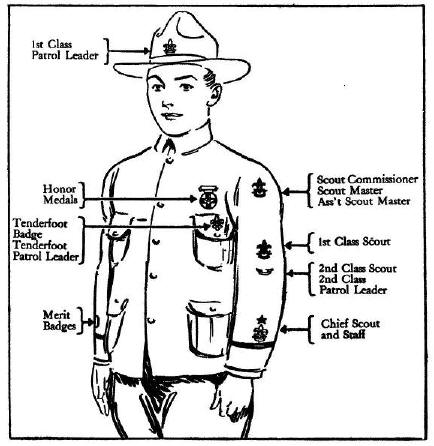 1st Class
Patrol Leader
Honor
Medals
Tenderfoot
Badge
Tenderfoot
Patrol Leader
Merit
Badges
Scout Commissioner
Scout Master
Ass't Scout Master
1st Class Scout
2nd Class Scout
2nd Class
Patrol Leader
Chief Scout
and Staff